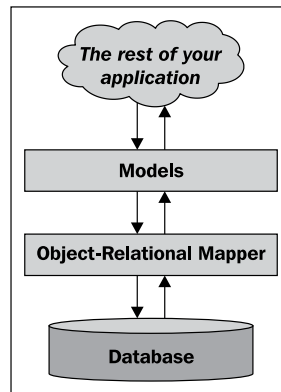 The rest of your
application
Models
Object-Relational Mapper
Database